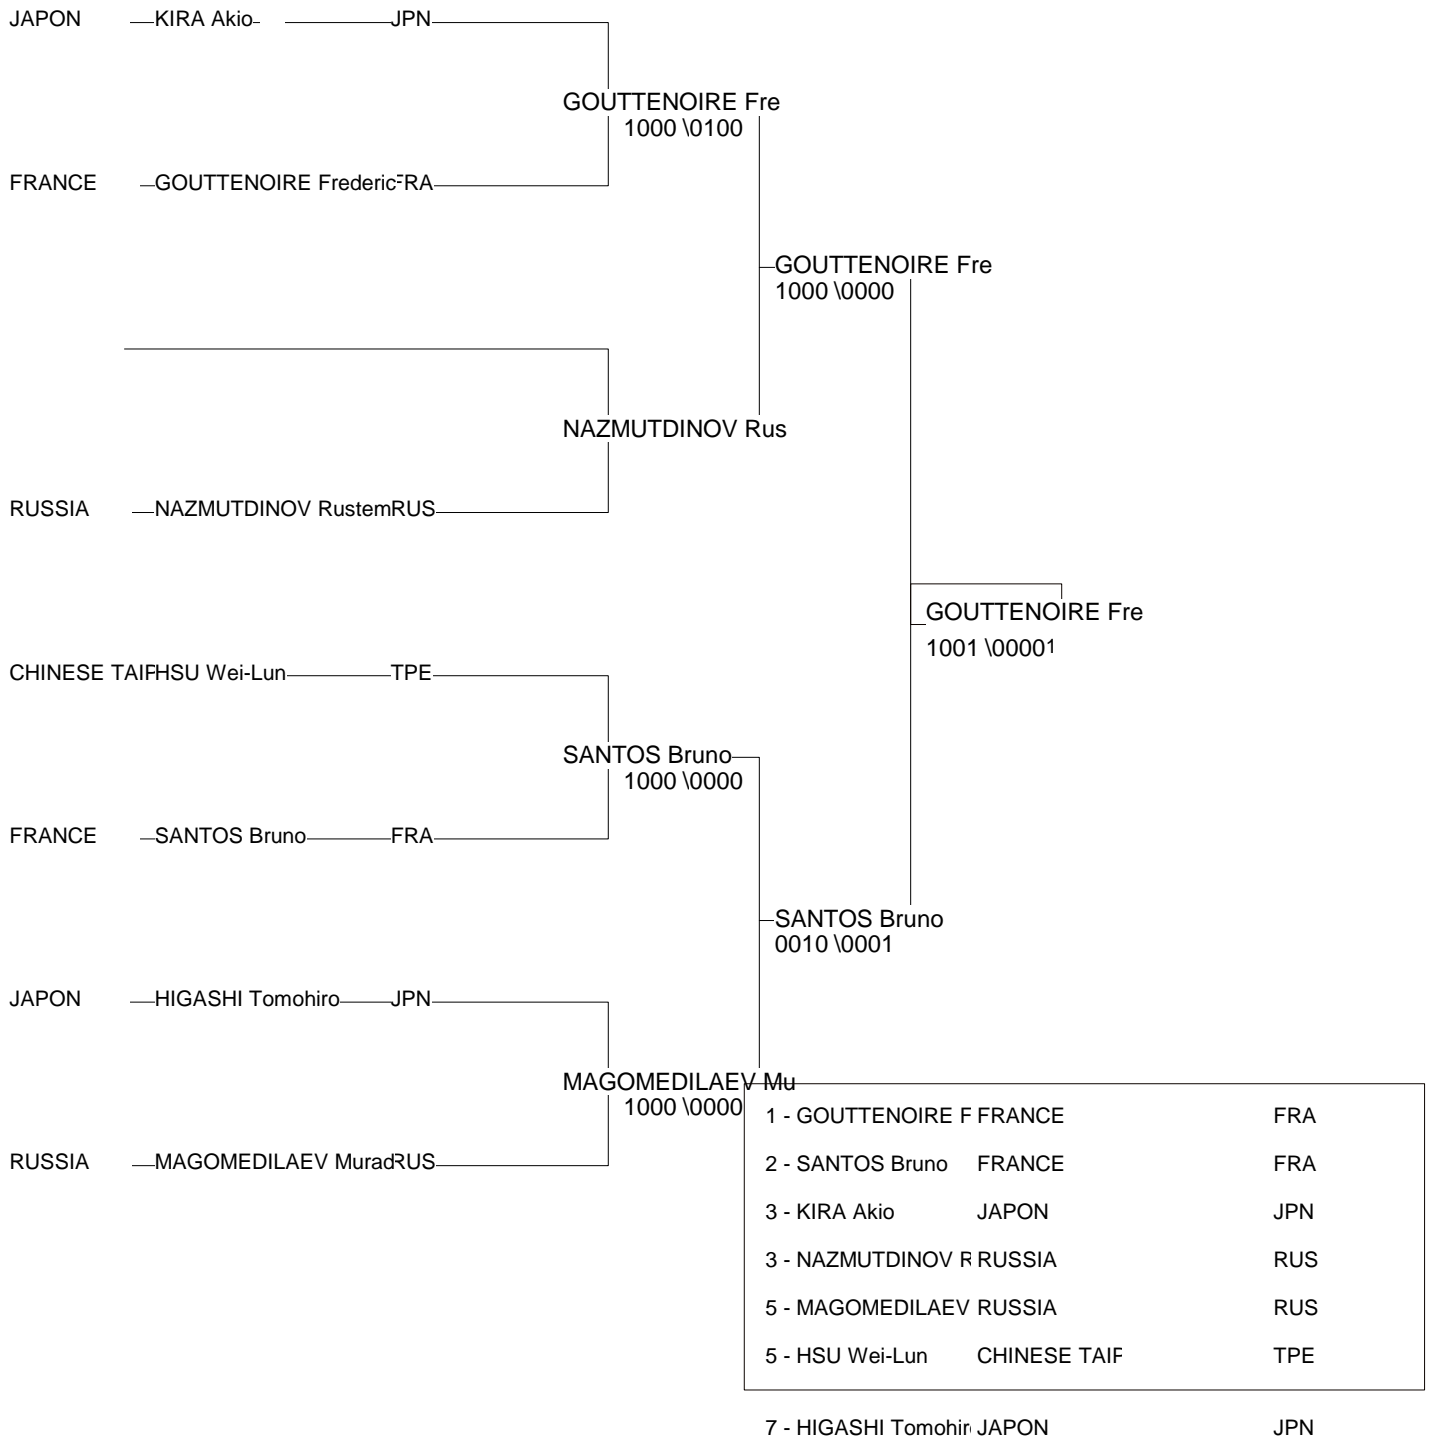 JAPON KIRA Akio JPN
GOUTTENOIRE Fre
1000 \0100
FRANCE GOUTTENOIRE Frederic FRA
GOUTTENOIRE Fre
1000 \0000
NAZMUTDINOV Rus
RUSSIA NAZMUTDINOV Rustem RUS
GOUTTENOIRE Fre
1001 \00001
CHINESE TAIP HSU Wei-Lun TPE
SANTOS Bruno
1000 \0000
FRANCE SANTOS Bruno FRA
SANTOS Bruno
0010 \0001
JAPON HIGASHI Tomohiro JPN
MAGOMEDILAEV Mu
1000 \0000
RUSSIA MAGOMEDILAEV Murad RUS
1 - GOUTTENOIRE F FRANCE FRA
2 - SANTOS Bruno FRANCE FRA
3 - KIRA Akio JAPON JPN
3 - NAZMUTDINOV R RUSSIA RUS
5 - MAGOMEDILAEV RUSSIA RUS
5 - HSU Wei-Lun CHINESE TAIP TPE
7 - HIGASHI Tomohir JAPON JPN